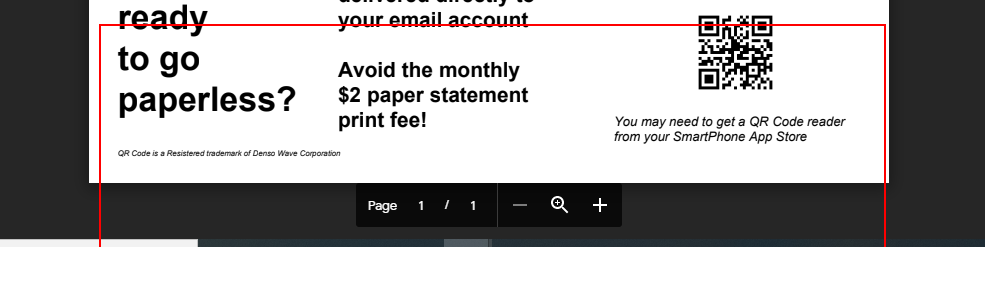 ready
to go
paperless?
delivered directly to
your email account
Avoid the monthly
$2 paper statement
print fee!
You may need to get a QR Code reader
from your SmartPhone App Store
QR Code is a Resistered trademark of Denso Wave Corporation
Page 1 / 1